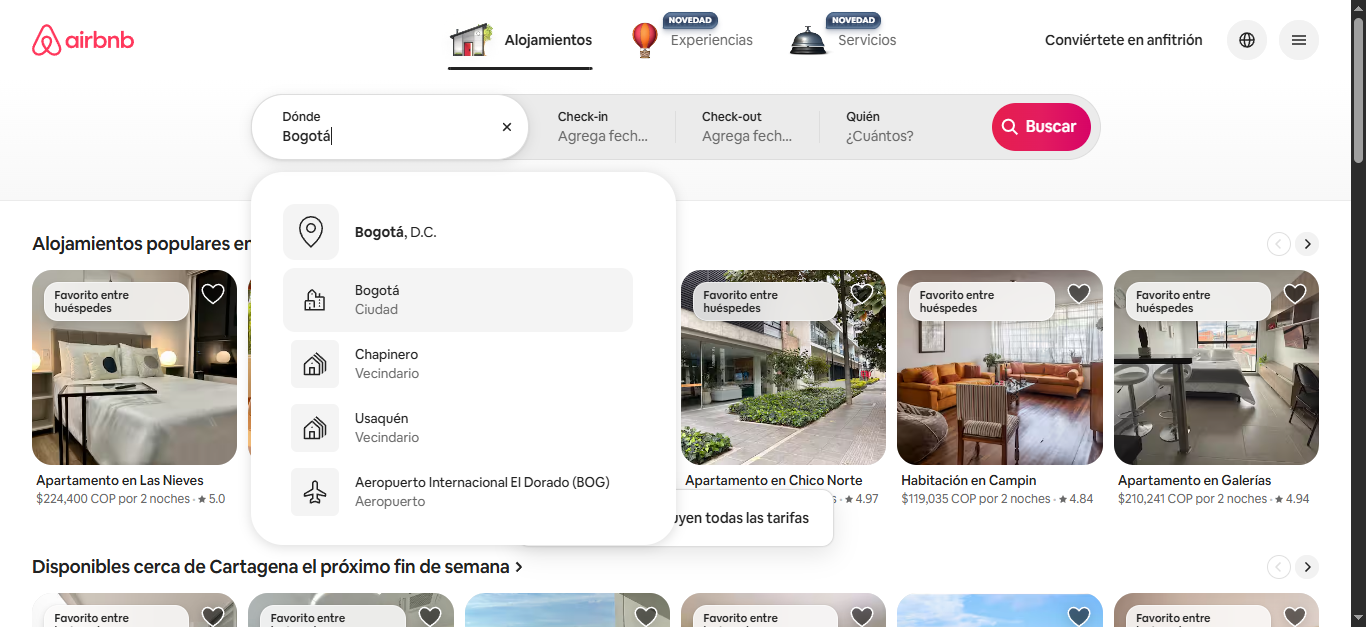 airbnb
Alojamientos
NOVEDAD
Experiencias
NOVEDAD
Servicios
Conviértete en anfitrión
Dónde
Bogotá
Check-in
Agrega fech...
Check-out
Agrega fech...
Quién
¿Cuántos?
Buscar
Bogotá, D.C.
Bogotá
Ciudad
Chapinero
Vecindario
Usaquén
Vecindario
Aeropuerto Internacional El Dorado (BOG)
Aeropuerto
Alojamientos populares en
Favorito entre
huéspedes
Apartamento en Las Nieves
$224,400 COP por 2 noches · ★ 5.0
Favorito entre
huéspedes
Apartamento en Chico Norte
★ 4.97
Favorito entre
huéspedes
Habitación en Campin
$119,035 COP por 2 noches · ★ 4.84
Favorito entre
huéspedes
Apartamento en Galerías
$210,241 COP por 2 noches · ★ 4.94
uyen todas las tarifas
Disponibles cerca de Cartagena el próximo fin de semana
Favorito entre
Favorito entre
Favorito entre
Favorito entre
Favorito entre
Favorito entre